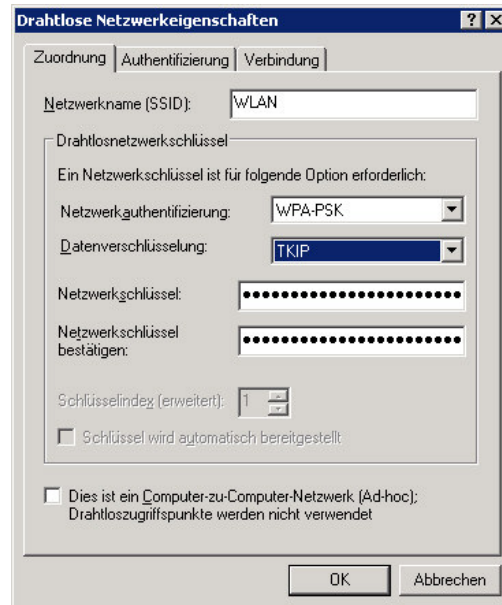 Drahtlose Netzwerkeigenschaften
Zuordnung Authentifizierung Verbindung
Netzwerkname (SSID): WLAN
Drahtlosnetzwerkschlüssel
Ein Netzwerkschlüssel ist für folgende Option erforderlich:
Netzwerkauthentifizierung: WPA-PSK
Datenverschlüsselung: TKIP
Netzwerkschlüssel: ●●●●●●●●●●●●●●●●●●●●●●●
Netzwerkschlüssel
bestätigen: ●●●●●●●●●●●●●●●●●●●●●●●
Schlüsselindex (erweitert): 1
Schlüssel wird automatisch bereitgestellt
Dies ist ein Computer-zu-Computer-Netzwerk (Ad-hoc);
Drahtloszugriffspunkte werden nicht verwendet
OK Abbrechen